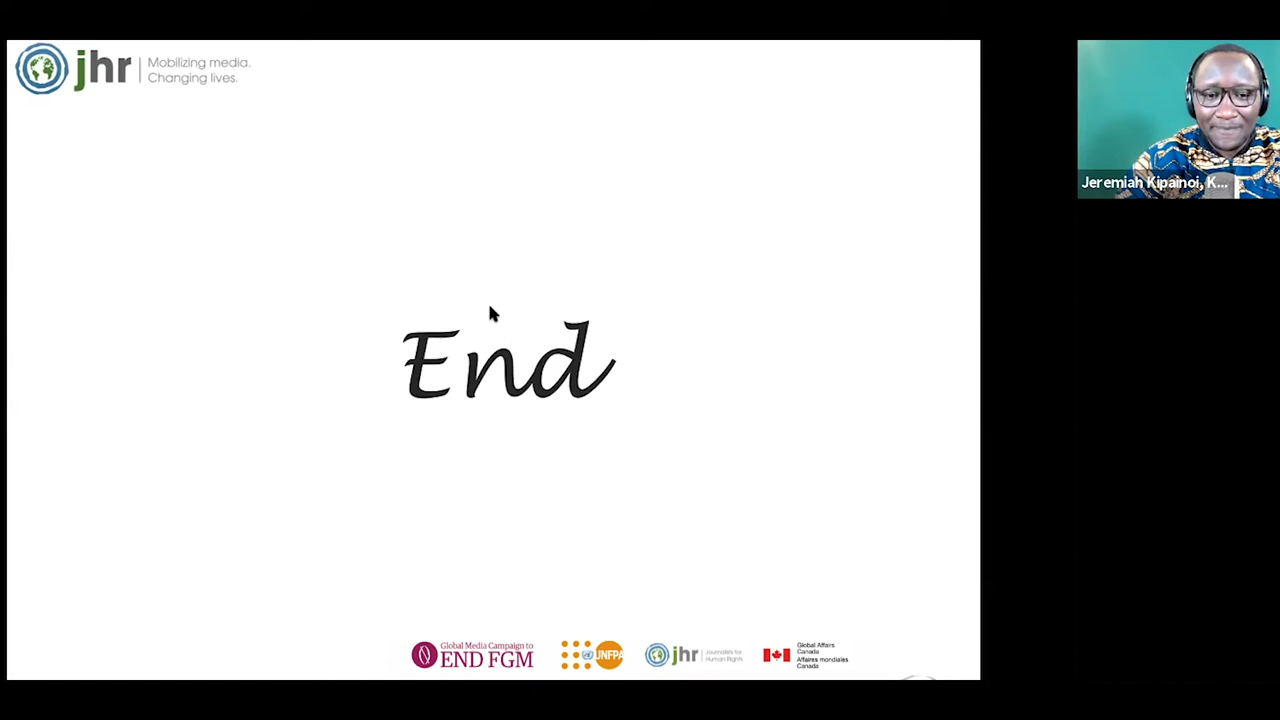 jhr
Mobilizing media.
Changing lives.
Jeremiah Kipainoi, K...
End
Global Media Campaign to
END FGM
UNFPA
jhr
Journalists for
Human Rights
Global Affairs
Canada
Affaires mondiales
Canada